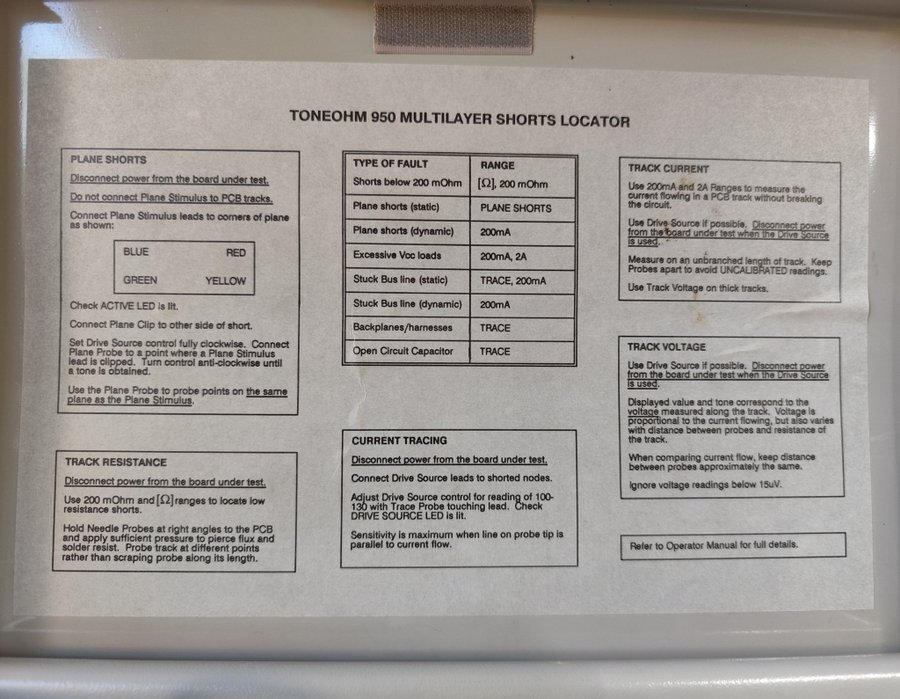 TONEOHM 950 MULTILAYER SHORTS LOCATOR
PLANE SHORTS
Disconnect power from the board under test.
Do not connect Plane Stimulus to PCB tracks.
Connect Plane Stimulus leads to corners of plane
as shown:
BLUE RED
GREEN YELLOW
Check ACTIVE LED is lit.
Connect Plane Clip to other side of short.
Set Drive Source control fully clockwise. Connect
Plane Probe to a point where a Plane Stimulus
lead is clipped. Turn control anti-clockwise until
a tone is obtained.
Use the Plane Probe to probe points on the same
plane as the Plane Stimulus.
TRACK RESISTANCE
Disconnect power from the board under test.
Use 200 mOhm and [Ω] ranges to locate low
resistance shorts.
Hold Needle Probes at right angles to the PCB
and apply sufficient pressure to pierce flux and
solder resist. Probe track at different points
rather than scraping probe along its length.
TYPE OF FAULT RANGE
Shorts below 200 mOhm [Ω], 200 mOhm
Plane shorts (static) PLANE SHORTS
Plane shorts (dynamic) 200mA
Excessive Vcc loads 200mA, 2A
Stuck Bus line (static) TRACE, 200mA
Stuck Bus line (dynamic) 200mA
Backplanes/harnesses TRACE
Open Circuit Capacitor TRACE
CURRENT TRACING
Disconnect power from the board under test.
Connect Drive Source leads to shorted nodes.
Adjust Drive Source control for reading of 100-
130 with Trace Probe touching lead. Check
DRIVE SOURCE LED is lit.
Sensitivity is maximum when line on probe tip is
parallel to current flow.
TRACK CURRENT
Use 200mA and 2A Ranges to measure the
current flowing in a PCB track without breaking
the circuit.
Use Drive Source if possible. Disconnect power
from the board under test when the Drive Source
is used.
Measure on an unbranched length of track. Keep
Probes apart to avoid UNCALIBRATED readings.
Use Track Voltage on thick tracks.
TRACK VOLTAGE
Use Drive Source if possible. Disconnect power
from the board under test when the Drive Source
is used.
Displayed value and tone correspond to the
voltage measured along the track. Voltage is
proportional to the current flowing, but also varies
with distance between probes and resistance of
the track.
When comparing current flow, keep distance
between probes approximately the same.
Ignore voltage readings below 15uV.
Refer to Operator Manual for full details.